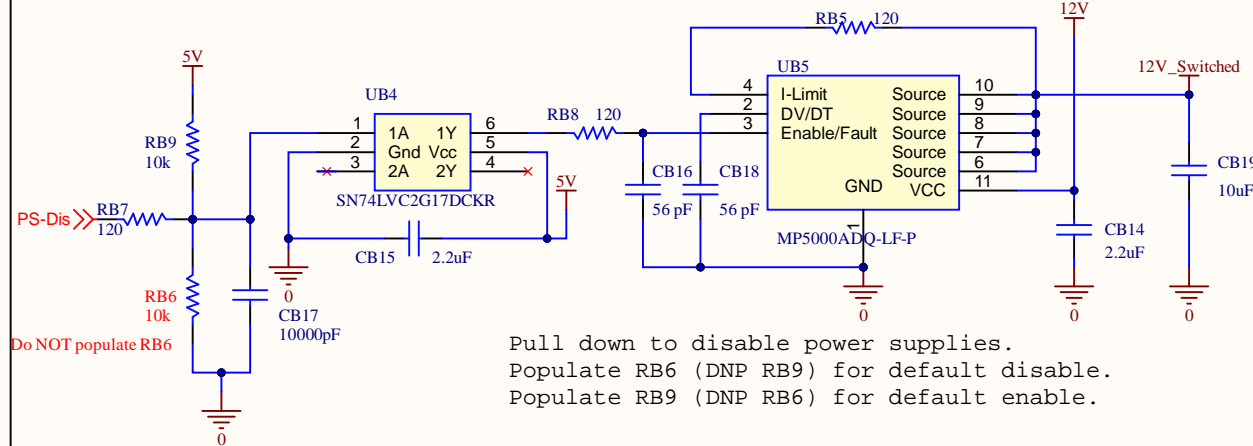 RB5
120
12V
5V
UB5
12V_Switched
UB4
4
I-Limit
Source
10
2
DV/DT
Source
9
3
Enable/Fault
Source
8
Source
7
Source
6
GND
VCC
11
1
MP5000ADQ-LF-P
RB9
10k
1
1A
1Y
6
2
Gnd
Vcc
5
3
2A
2Y
4
SN74LVC2G17DCKR
RB8
120
CB16
56 pF
CB18
56 pF
CB19
10uF
5V
PS-Dis
RB7
120
CB15
2.2uF
CB14
2.2uF
RB6
10k
0
CB17
10000pF
0
0
0
Do NOT populate RB6
Pull down to disable power supplies.
Populate RB6 (DNP RB9) for default disable.
Populate RB9 (DNP RB6) for default enable.
0